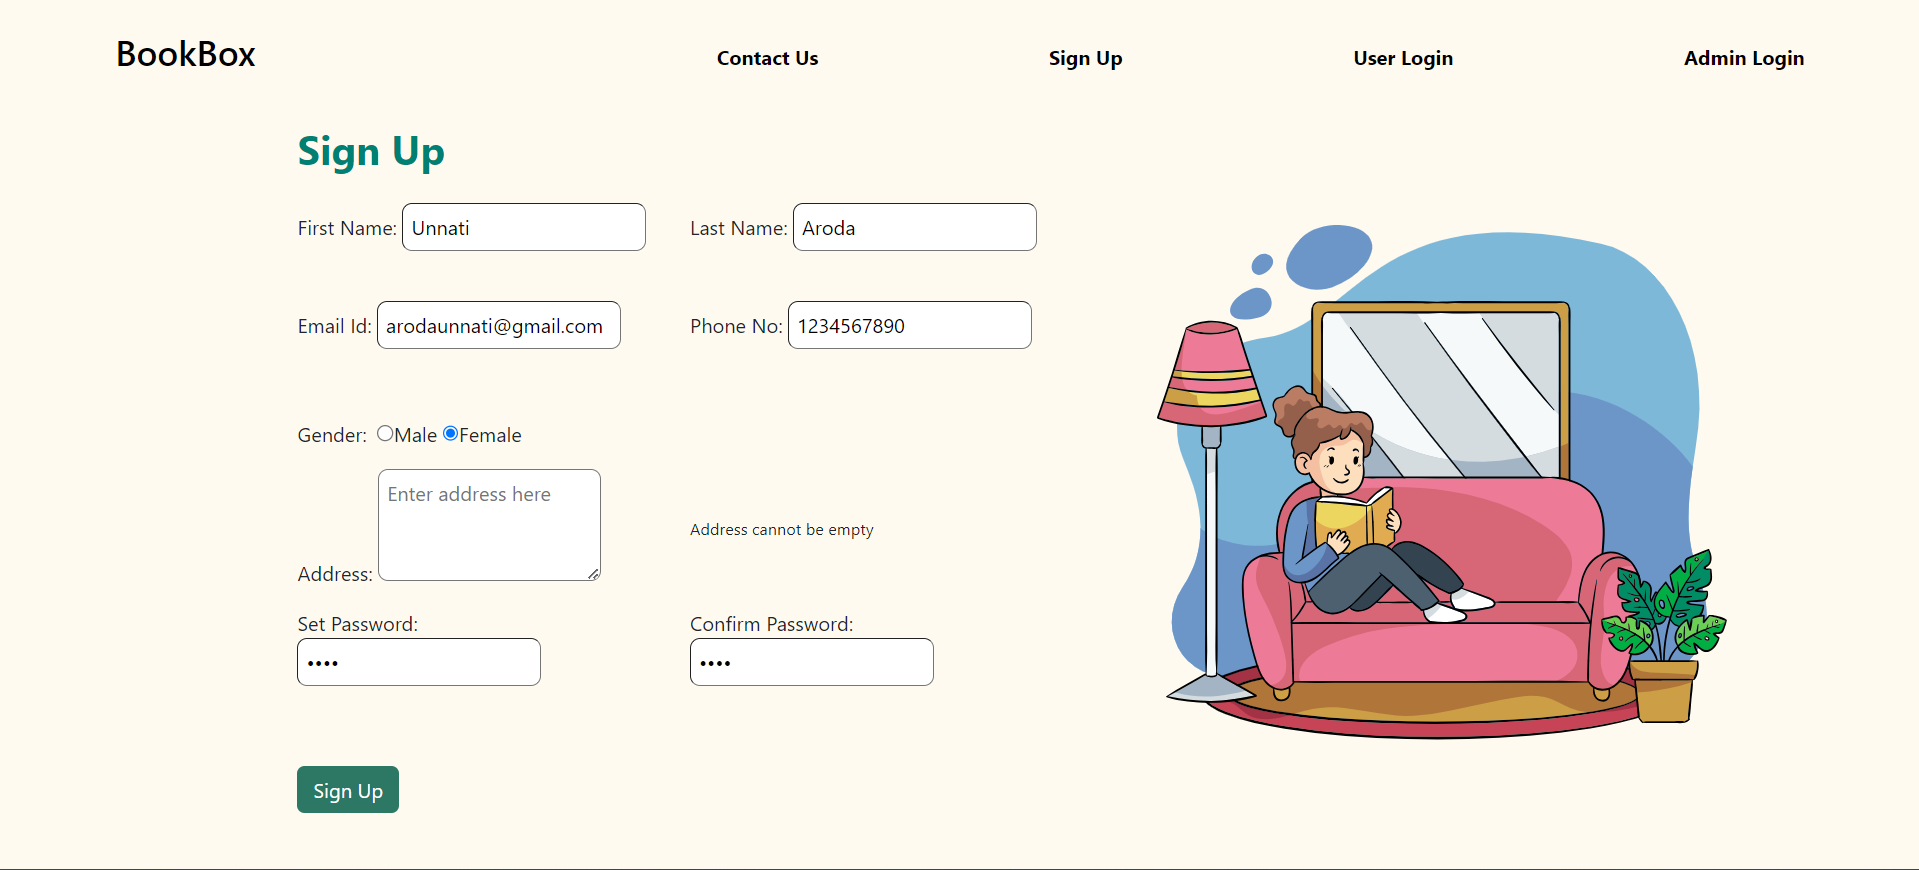 BookBox Contact Us Sign Up User Login Admin Login
Sign Up
First Name: Unnati Last Name: Aroda
Email Id: arodaunnati@gmail.com Phone No: 1234567890
Gender: Male Female
Enter address here
Address cannot be empty
Address:
Set Password: Confirm Password:
•••• ••••
Sign Up